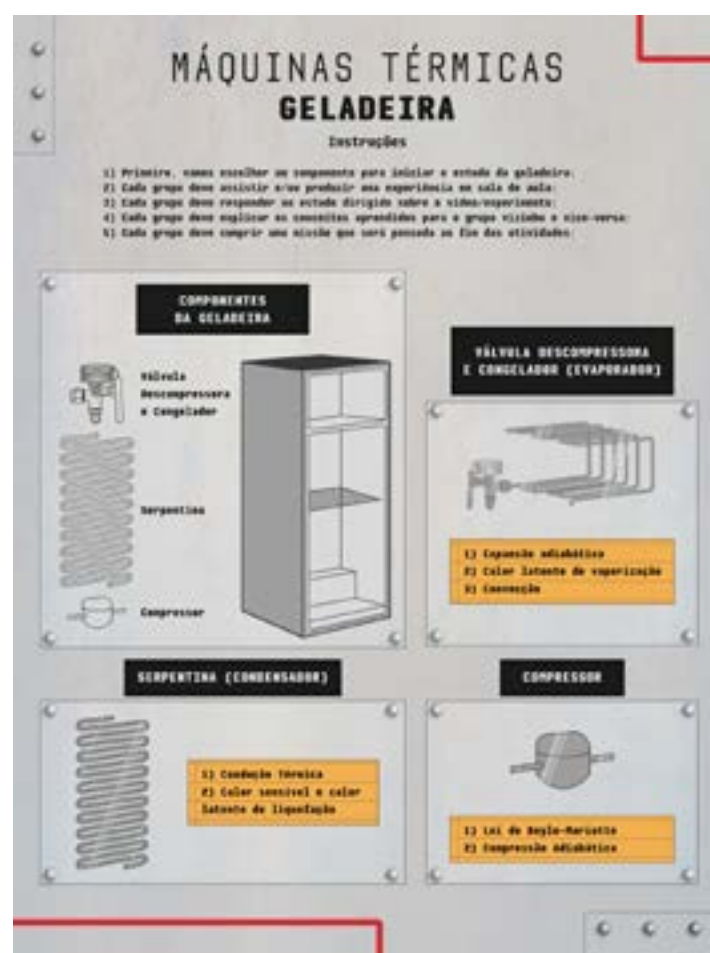 MÁQUINAS TÉRMICAS
GELADEIRA
Instruções
1) Primeiro, vamos escolher um componente para iniciar o estudo da geladeira;
2) Cada grupo deve assistir e/ou produzir uma experiência em sala de aula;
3) Cada grupo deve responder ao estudo dirigido sobre o vídeo/experimento;
4) Cada grupo deve explicar os conceitos aprendidos para o grupo vizinho e vice-versa;
5) Cada grupo deve cumprir uma missão que será passada ao fim das atividades;
COMPONENTES
DA GELADEIRA
Válvula
Descompressora
e Congelador
Serpentina
Compressor
VÁLVULA DESCOMPRESSORA
E CONGELADOR (EVAPORADOR)
1) Expansão adiabática
2) Calor latente de vaporização
3) Convecção
SERPENTINA (CONDENSADOR)
1) Condução Térmica
2) Calor sensível e calor
latente de liquefação
COMPRESSOR
1) Lei de Boyle-Mariotte
2) Compressão Adiabática